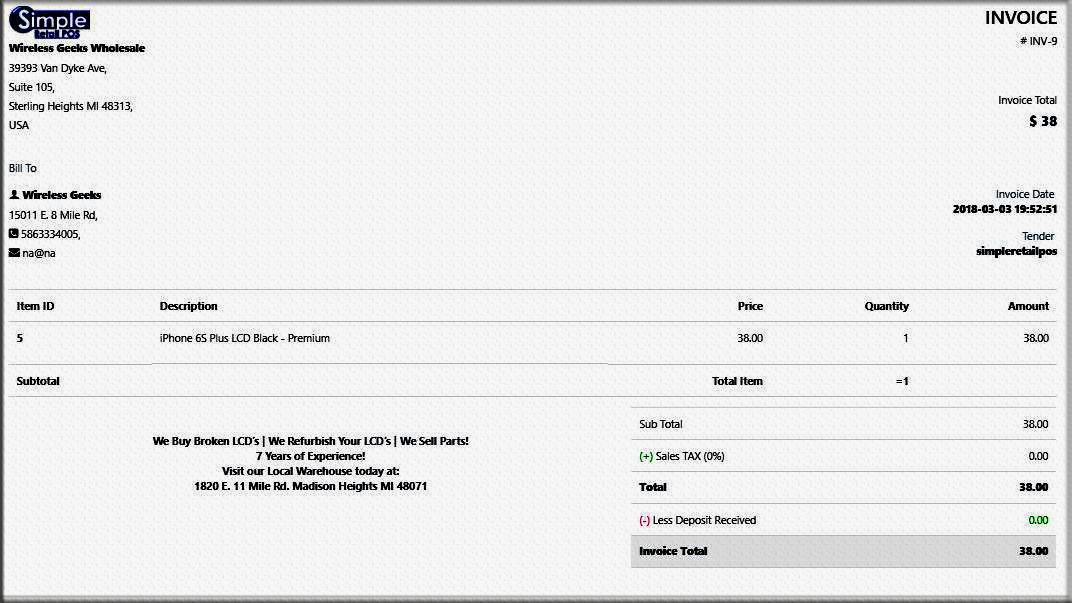 Simple
Retail POS
INVOICE
# INV-9
Wireless Geeks Wholesale
39393 Van Dyke Ave,
Suite 105,
Sterling Heights MI 48313,
USA
Invoice Total
$ 38
Bill To
Wireless Geeks
15011 E. 8 Mile Rd,
5863334005,
na@na
Invoice Date
2018-03-03 19:52:51
Tender
simpleretailpos
Item ID Description Price Quantity Amount
5 iPhone 6S Plus LCD Black - Premium 38.00 1 38.00
Subtotal Total Item =1
We Buy Broken LCD's | We Refurbish Your LCD's | We Sell Parts!
7 Years of Experience!
Visit our Local Warehouse today at:
1820 E. 11 Mile Rd. Madison Heights MI 48071
Sub Total 38.00
(+) Sales TAX (0%) 0.00
Total 38.00
(-) Less Deposit Received 0.00
Invoice Total 38.00